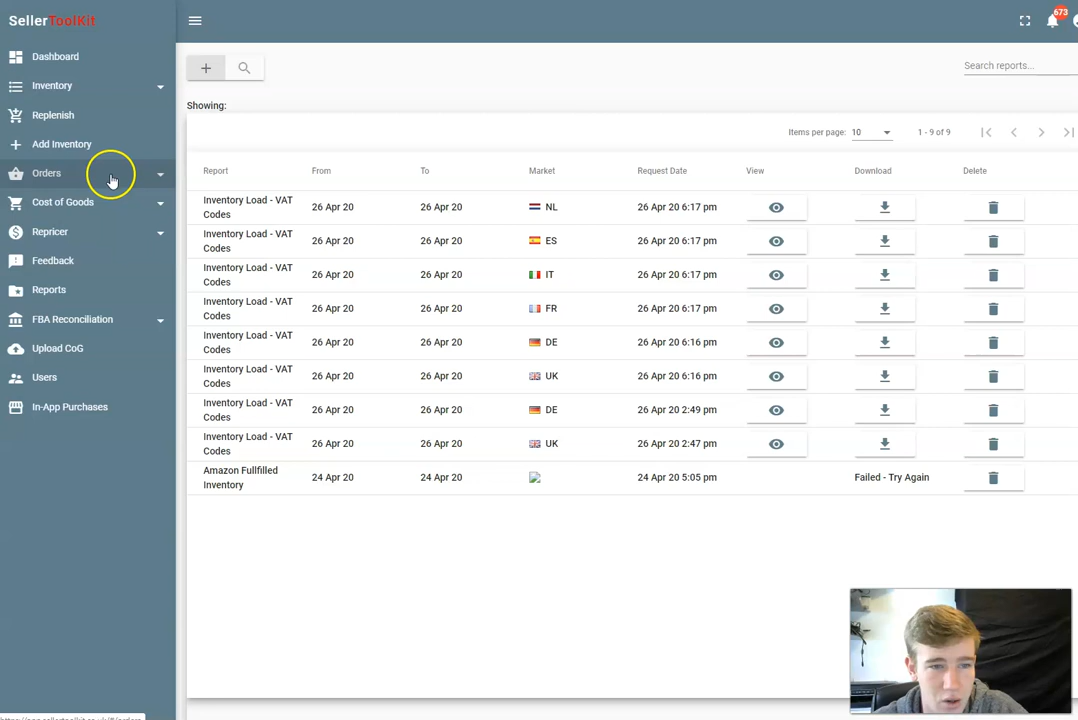 SellerToolKit
673
Dashboard
Inventory
Replenish
Add Inventory
Orders
Cost of Goods
Repricer
Feedback
Reports
FBA Reconciliation
Upload CoG
Users
In-App Purchases
Search reports...
Showing:
Items per page: 10 1 - 9 of 9
Report From To Market Request Date View Download Delete
Inventory Load - VAT
Codes
26 Apr 20 26 Apr 20 NL 26 Apr 20 6:17 pm
Inventory Load - VAT
Codes
26 Apr 20 26 Apr 20 ES 26 Apr 20 6:17 pm
Inventory Load - VAT
Codes
26 Apr 20 26 Apr 20 IT 26 Apr 20 6:17 pm
Inventory Load - VAT
Codes
26 Apr 20 26 Apr 20 FR 26 Apr 20 6:17 pm
Inventory Load - VAT
Codes
26 Apr 20 26 Apr 20 DE 26 Apr 20 6:16 pm
Inventory Load - VAT
Codes
26 Apr 20 26 Apr 20 UK 26 Apr 20 6:16 pm
Inventory Load - VAT
Codes
26 Apr 20 26 Apr 20 DE 26 Apr 20 2:49 pm
Inventory Load - VAT
Codes
26 Apr 20 26 Apr 20 UK 26 Apr 20 2:47 pm
Amazon Fullfilled
Inventory
24 Apr 20 24 Apr 20 24 Apr 20 5:05 pm Failed - Try Again